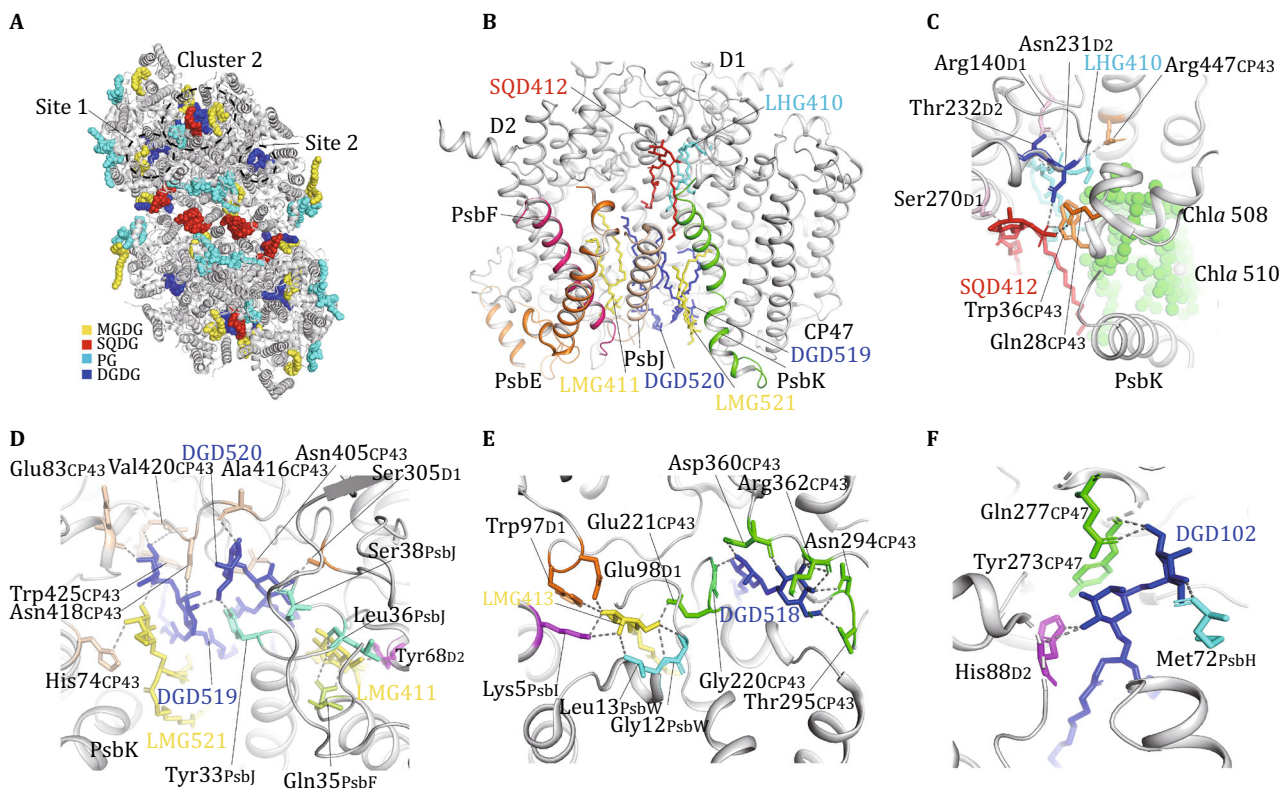 A
Cluster 2
Site 1
Site 2
MGDG
SQDG
PG
DGDG
B
D1
SQD412
LHG410
D2
PsbF
CP47
PsbJ
DGD519
PsbE
DGD520
PsbK
LMG411
LMG521
C
Asn231D2
Arg140D1
LHG410
Arg447CP43
Thr232D2
Ser270D1
Chla 508
Chla 510
SQD412
Trp36CP43
Gln28CP43
PsbK
D
DGD520
Asn405CP43
Glu83CP43
Val420CP43
Ala416CP43
Ser305D1
Ser38PsbJ
Trp425CP43
Asn418CP43
Leu36PsbJ
Tyr68D2
His74CP43
DGD519
LMG411
PsbK
LMG521
Tyr33PsbJ
Gln35PsbF
E
Asp360CP43
Arg362CP43
Trp97D1
Glu221CP43
Asn294CP43
Glu98D1
LMG413
DGD518
Lys5PsbI
Gly220CP43
Leu13PsbW
Thr295CP43
Gly12PsbW
F
Gln277CP47
DGD102
Tyr273CP47
His88D2
Met72PsbH